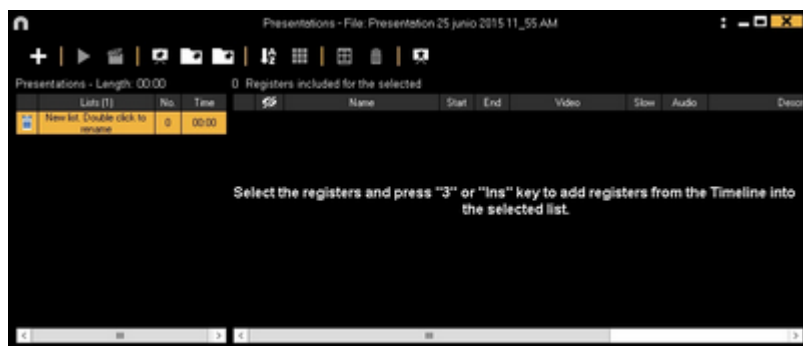 Presentations - File: Presentation 25 junio 2015 11_55.AM
Presentations - Length: 00:00
0 Registers included for the selected
Lists (1) No. Time
Name Start End Video Slow Audio Descr
New list. Double click to
rename
0 00:00
Select the registers and press "3" or "Ins" key to add registers from the Timeline into
the selected list.